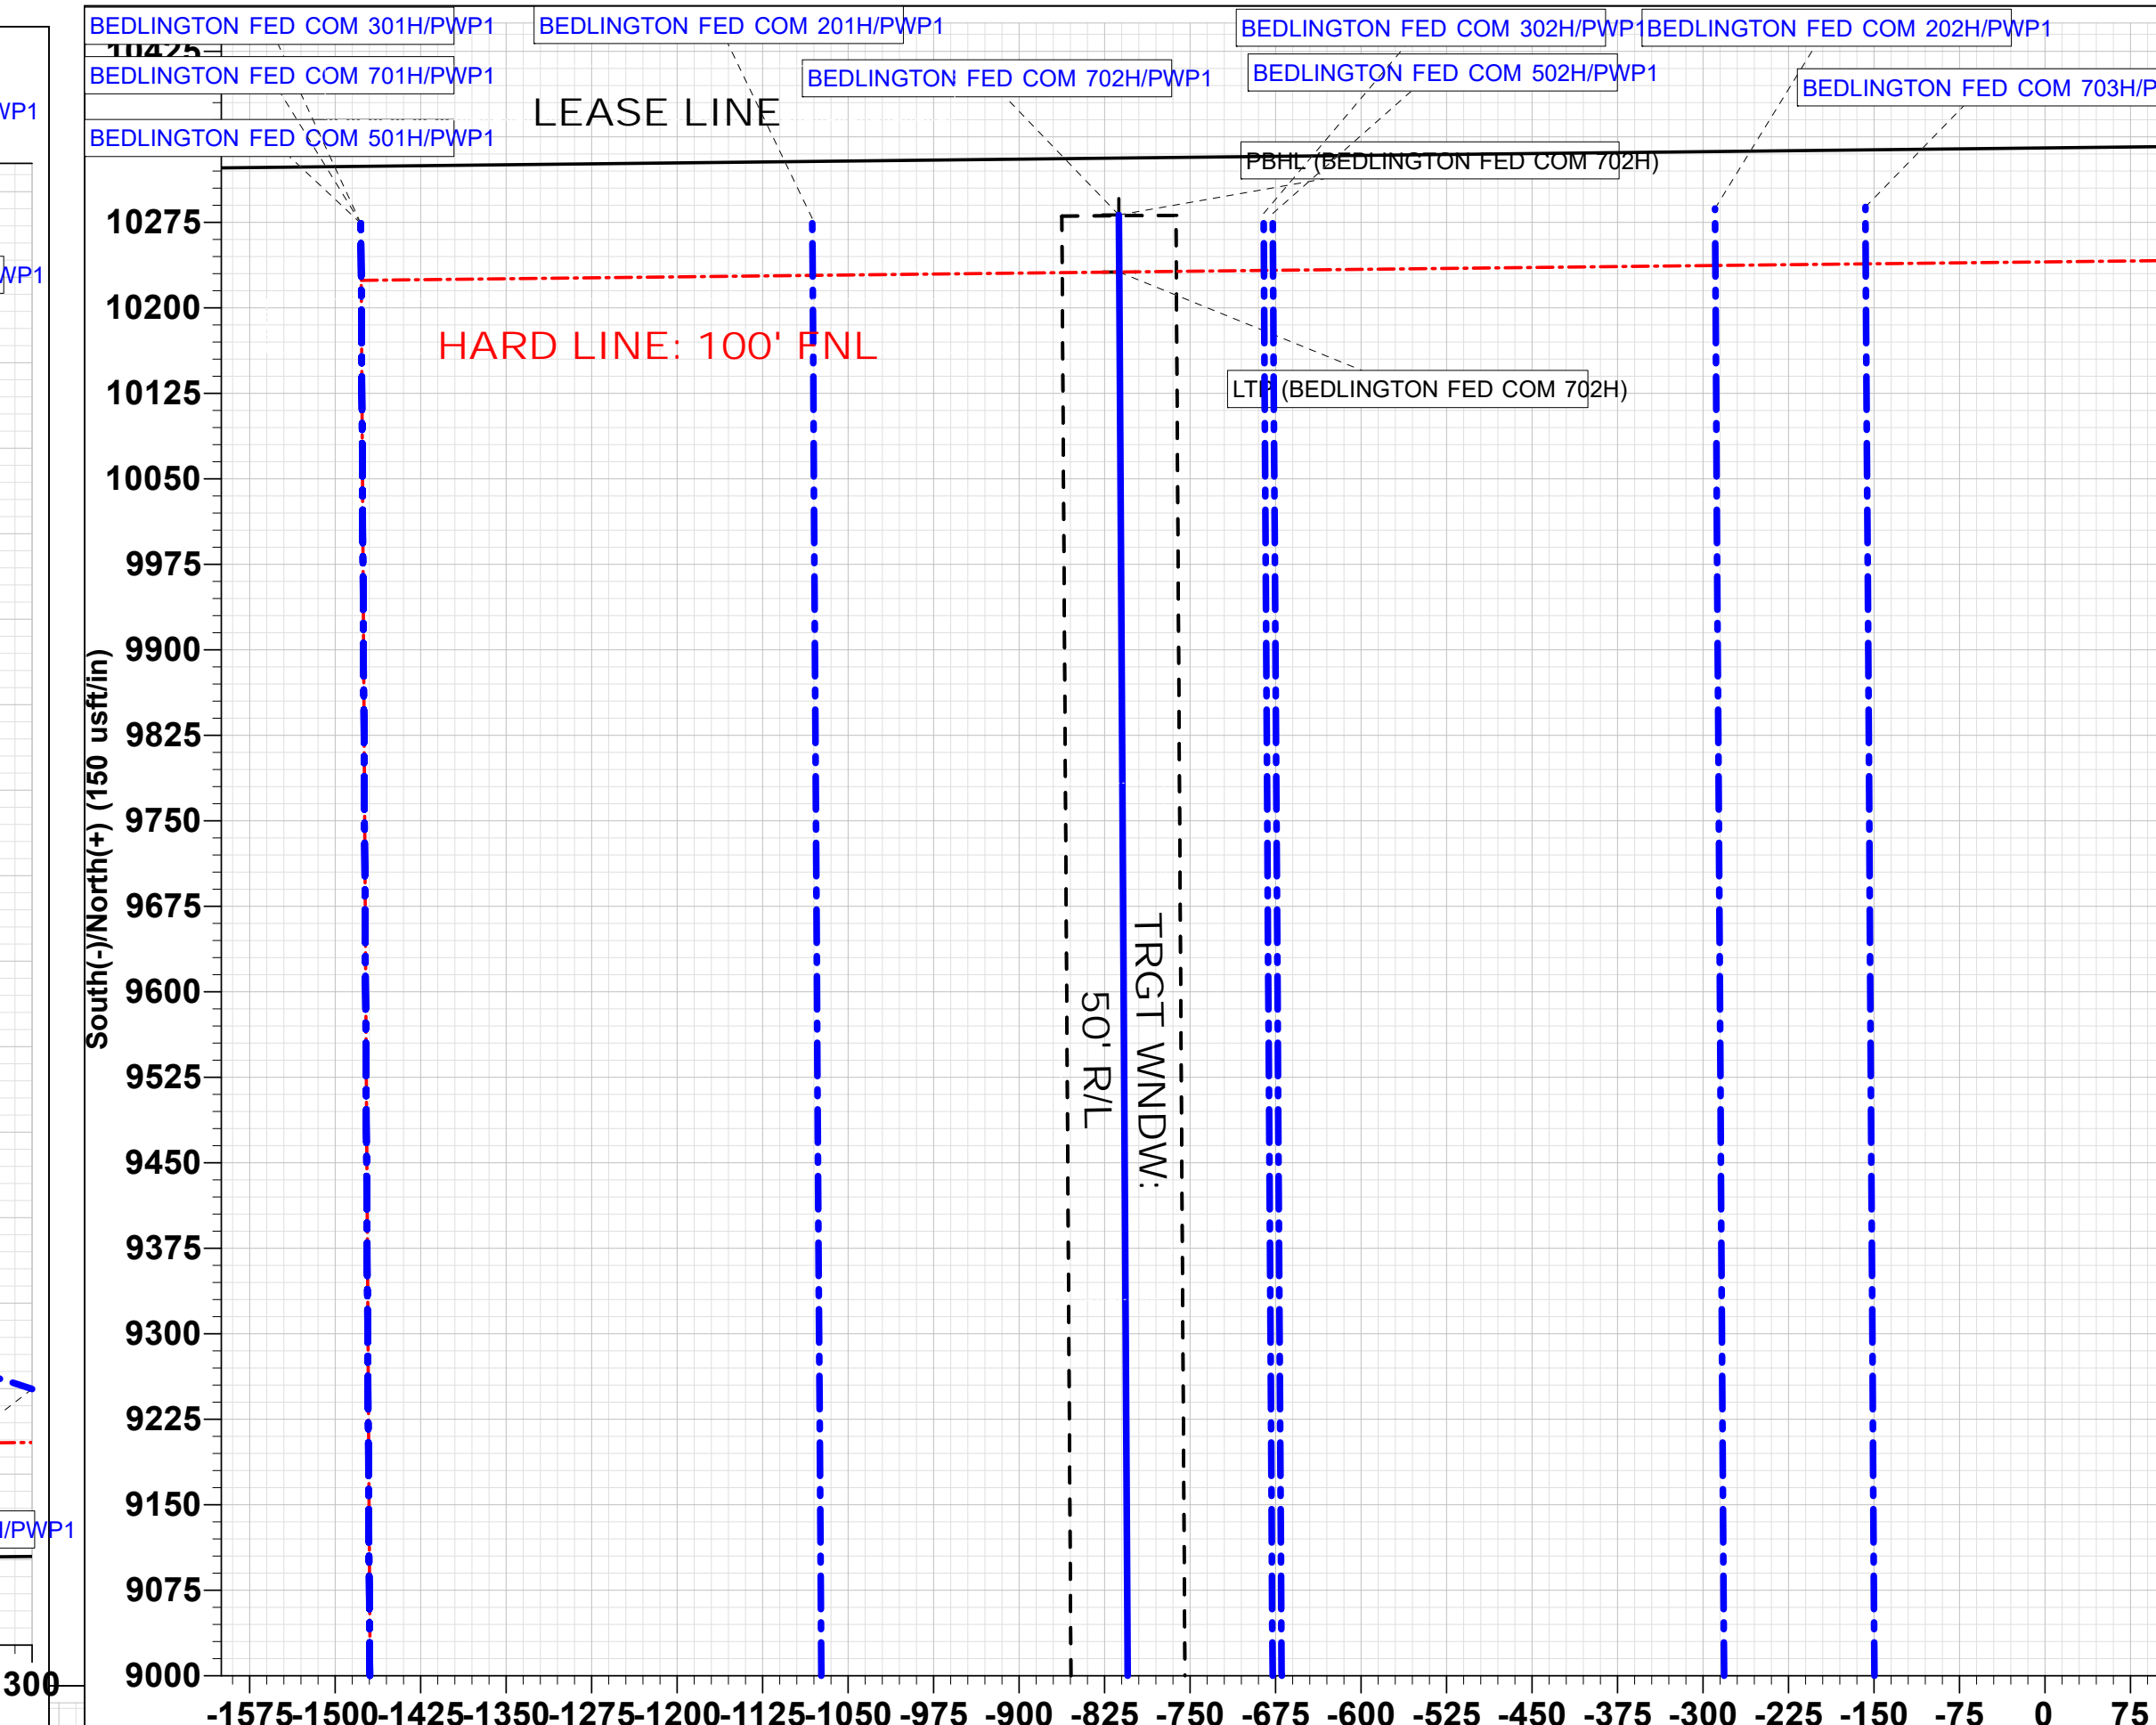 BEDLINGTON FED COM 301H/PWP1
BEDLINGTON FED COM 201H/PWP1
BEDLINGTON FED COM 302H/PWP1
BEDLINGTON FED COM 202H/PWP1
10425
BEDLINGTON FED COM 701H/PWP1
BEDLINGTON FED COM 702H/PWP1
BEDLINGTON FED COM 502H/PWP1
BEDLINGTON FED COM 703H/P
WP1
LEASE LINE
BEDLINGTON FED COM 501H/PWP1
PBHL (BEDLINGTON FED COM 702H)
10275
WP1
10200
HARD LINE: 100' FNL
10125
LTP (BEDLINGTON FED COM 702H)
10050
9975
9900
9825
South(-)/North(+) (150 usft/in)
9750
9675
9600
TRGT WNDW:
50' R/L
9525
9450
9375
9300
9225
9150
/PWP1
9075
9000
300
-1575 -1500 -1425 -1350 -1275 -1200 -1125 -1050 -975 -900 -825 -750 -675 -600 -525 -450 -375 -300 -225 -150 -75 0 75